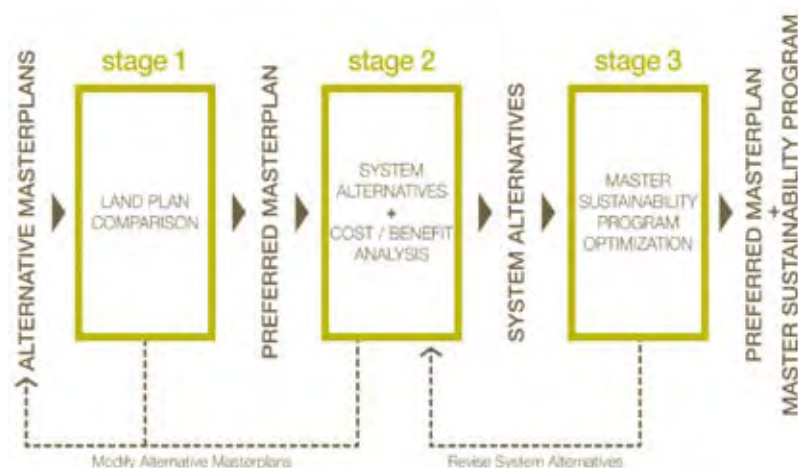 stage 1
stage 2
stage 3
ALTERNATIVE MASTERPLANS
LAND PLAN
COMPARISON
PREFERRED MASTERPLAN
SYSTEM
ALTERNATIVES
+
COST / BENEFIT
ANALYSIS
SYSTEM ALTERNATIVES
MASTER
SUSTAINABILITY
PROGRAM
OPTIMIZATION
PREFERRED MASTERPLAN
+
MASTER SUSTAINABILITY PROGRAM
Modify Alternative Masterplans
Revise System Alternatives